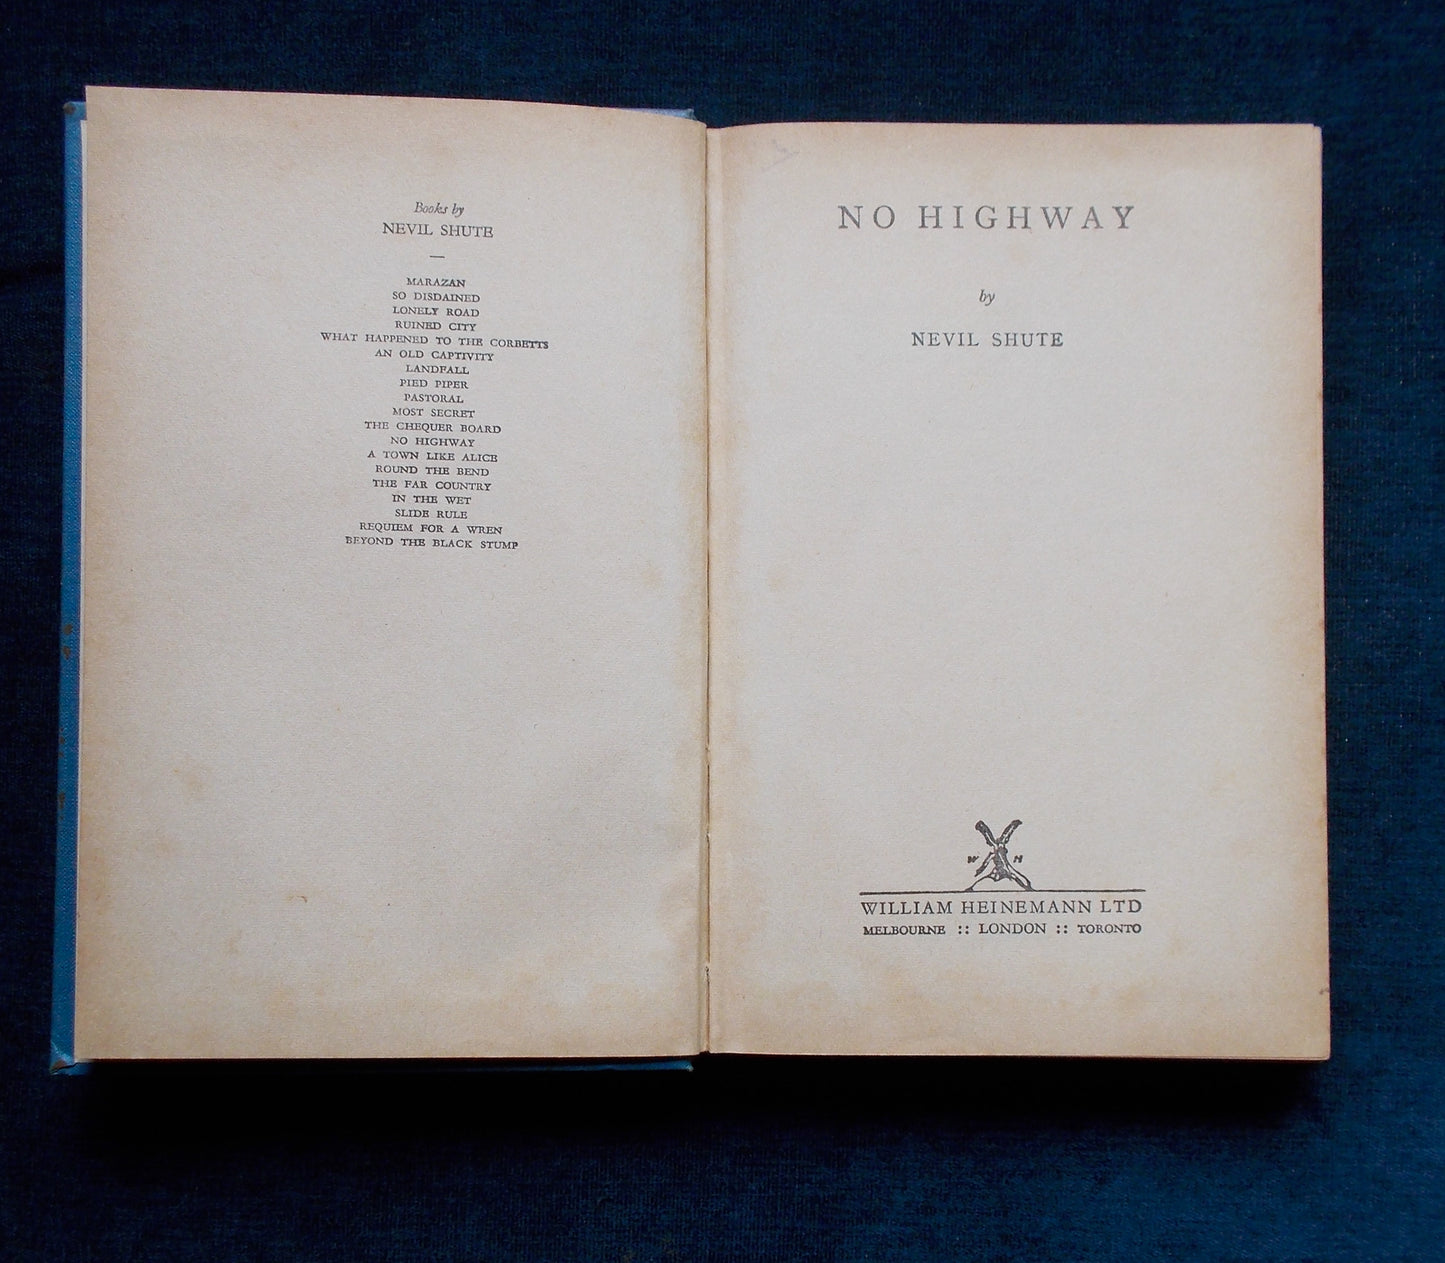 Books by
NEVIL SHUTE
—
MARAZAN
SO DISDAINED
LONELY ROAD
RUINED CITY
WHAT HAPPENED TO THE CORBETTS
AN OLD CAPTIVITY
LANDFALL
PIED PIPER
PASTORAL
MOST SECRET
THE CHEQUER BOARD
NO HIGHWAY
A TOWN LIKE ALICE
ROUND THE BEND
THE FAR COUNTRY
IN THE WET
SLIDE RULE
REQUIEM FOR A WREN
BEYOND THE BLACK STUMP
NO HIGHWAY
by
NEVIL SHUTE
W H
WILLIAM HEINEMANN LTD
MELBOURNE :: LONDON :: TORONTO